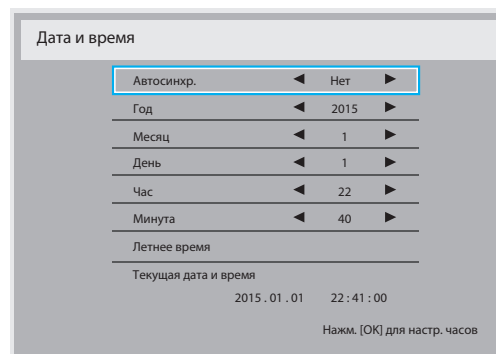 Дата и время
Автосинхр. ◀ Нет ▶
Год ◀ 2015 ▶
Месяц ◀ 1 ▶
День ◀ 1 ▶
Час ◀ 22 ▶
Минута ◀ 40 ▶
Летнее время
Текущая дата и время
2015 . 01 . 01 22 : 41 : 00
Нажм. [OK] для настр. часов